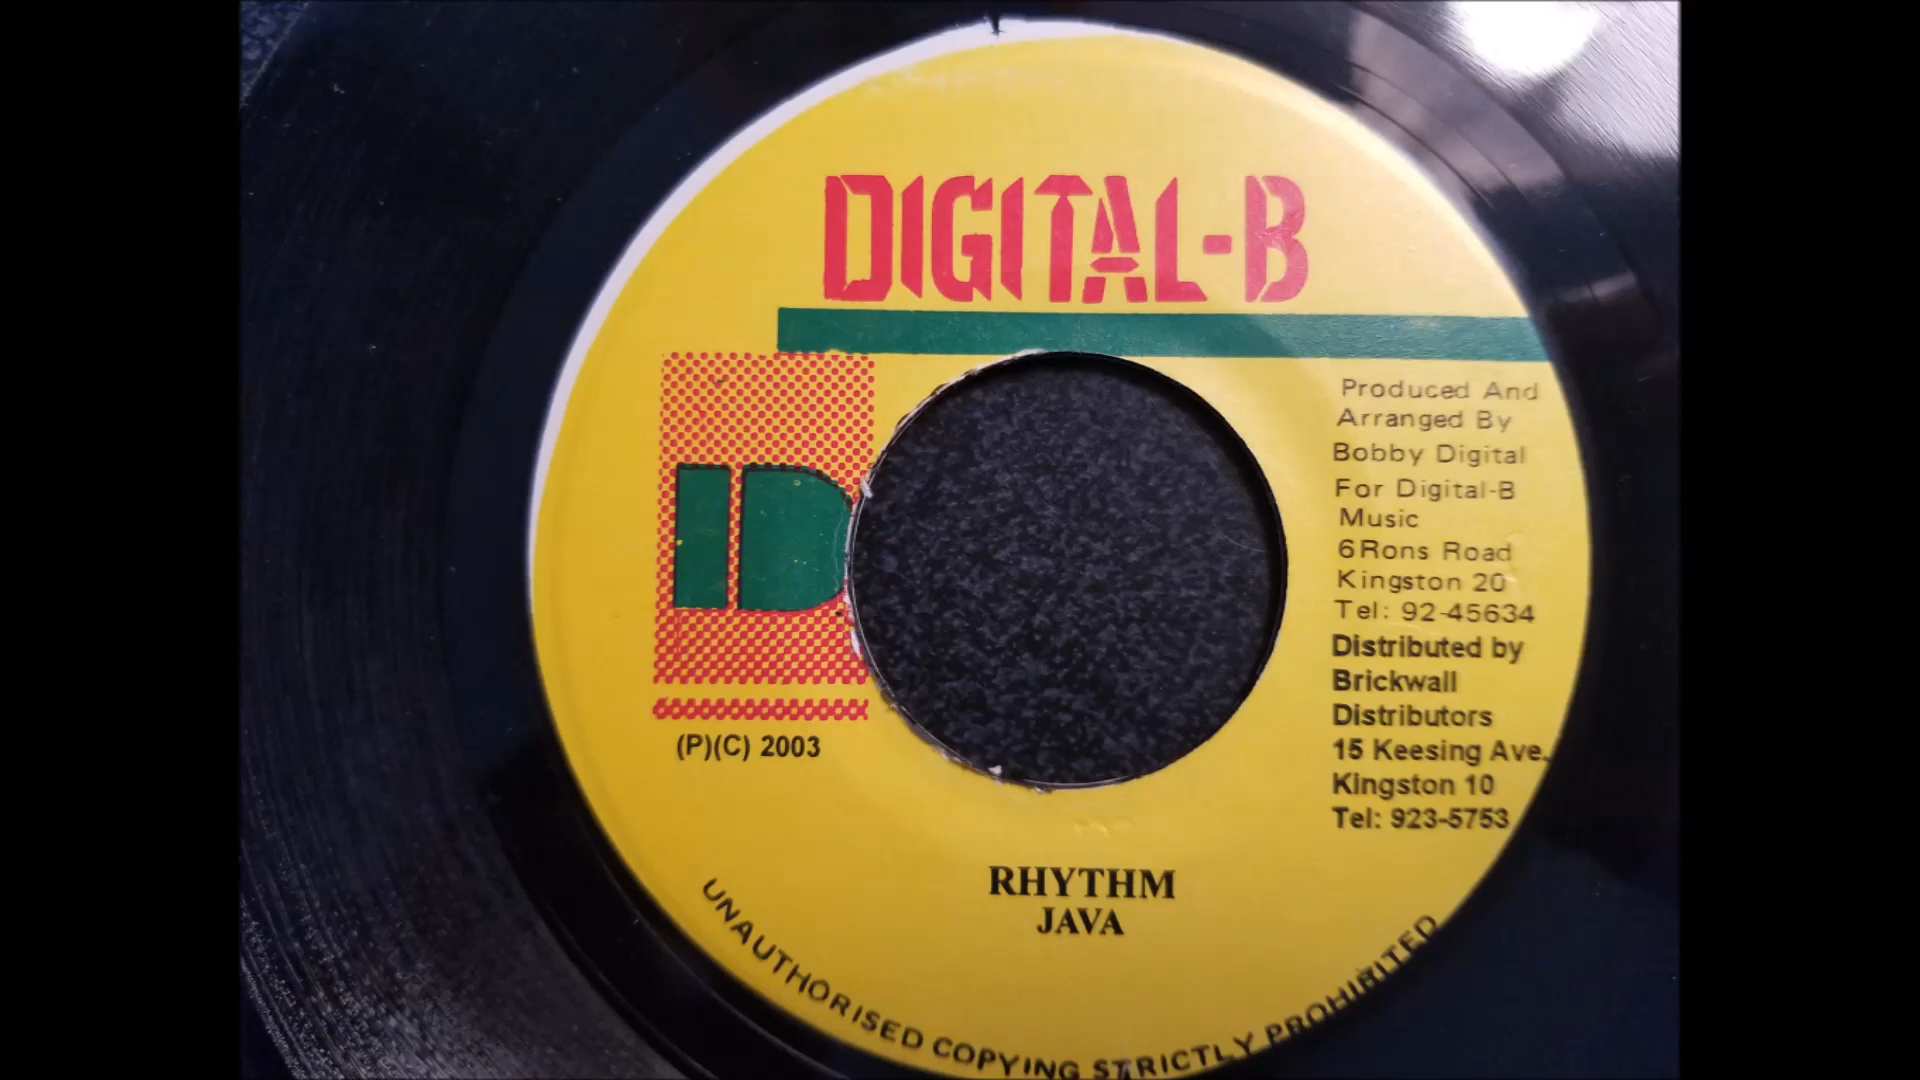 DIGITAL-B
Produced And
Arranged By
Bobby Digital
For Digital-B
Music
6Rons Road
Kingston 20
Tel: 92-45634
Distributed by
Brickwall
Distributors
15 Keesing Ave.
Kingston 10
Tel: 923-5753
D
(P)(C) 2003
RHYTHM
JAVA
UNAUTHORISED COPYING STRICTLY PROHIBITED